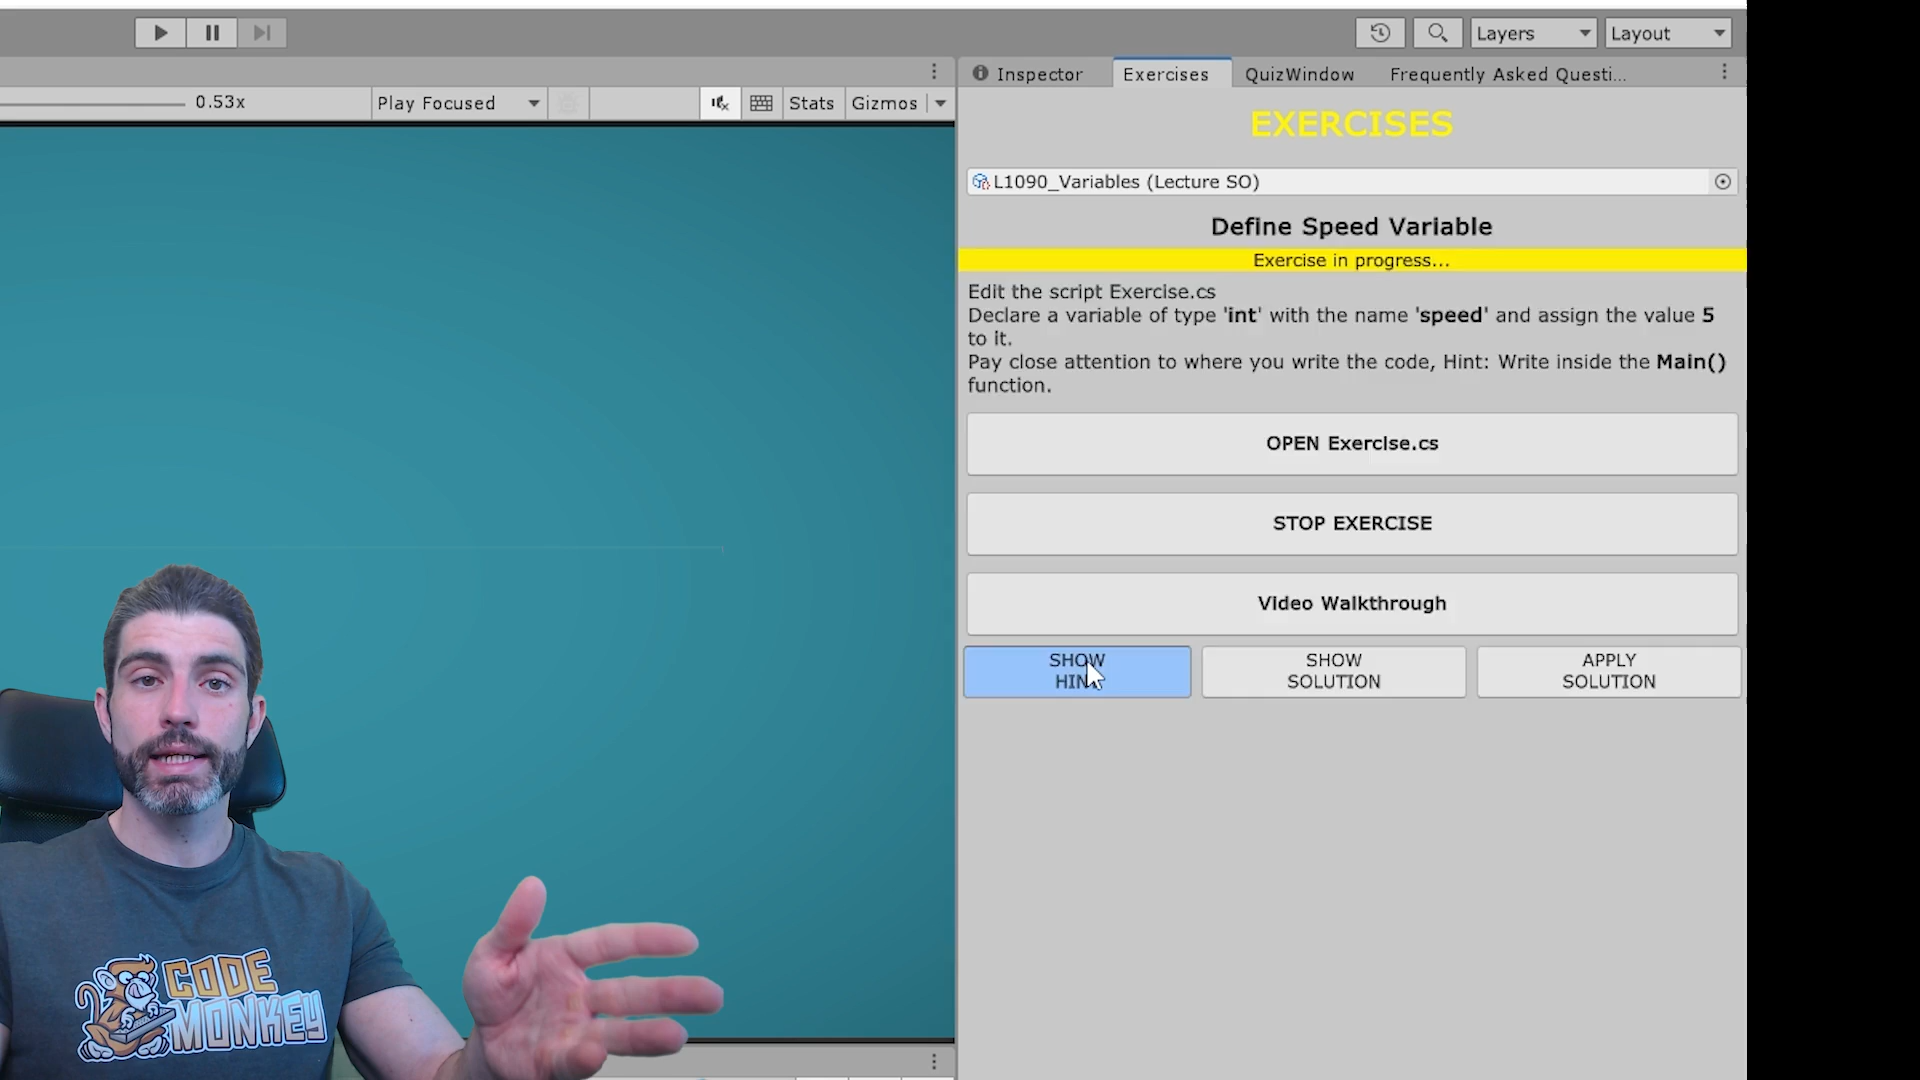 Layers
Layout
Inspector
Exercises
QuizWindow
Frequently Asked Questi...
0.53x
Play Focused
Stats
Gizmos
EXERCISES
L1090_Variables (Lecture SO)
Define Speed Variable
Exercise in progress...
Edit the script Exercise.cs
Declare a variable of type 'int' with the name 'speed' and assign the value 5
to it.
Pay close attention to where you write the code, Hint: Write inside the Main()
function.
OPEN Exercise.cs
STOP EXERCISE
Video Walkthrough
SHOW
HINT
SHOW
SOLUTION
APPLY
SOLUTION
CODE
MONKEY